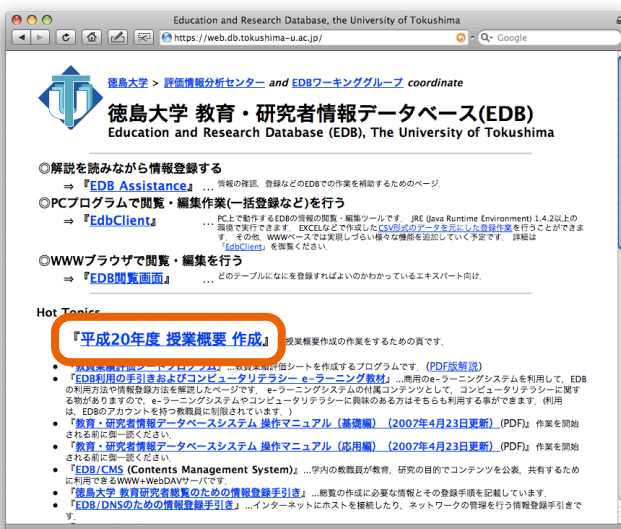 Education and Research Database, the University of Tokushima
https://web.db.tokushima-u.ac.jp/
Google
徳島大学 > 評価情報分析センター and EDBワーキンググループ coordinate
徳島大学 教育・研究者情報データベース(EDB)
Education and Research Database (EDB), The University of Tokushima
◎解説を読みながら情報登録する
⇒ 『EDB Assistance』 … 情報の確認、登録などのEDBでの作業を補助するためのページ.
◎PCプログラムで閲覧・編集作業(一括登録など)を行う
⇒ 『EdbClient』 … PC上で動作するEDBの情報の閲覧・編集ツールです. JRE (Java Runtime Environment) 1.4.2以上の
環境で実行できます. EXCELなどで作成したCSV形式のデータを元にした登録作業を行うことができま
す. その他, WWWベースでは実現しづらい様々な機能を追加していく予定です. 詳細は
「EdbClient」を御覧ください.
◎WWWブラウザで閲覧・編集を行う
⇒ 『EDB閲覧画面』 … どのテーブルになにを登録すればよいのかわかっているエキスパート向け.
Hot Topics
『平成20年度 授業概要 作成』 授業概要作成の作業をするための頁です.
• 『教員業績評価シートプログラム』…教員業績評価シートを作成するプログラムです. (PDF版解説)
• 『EDB利用の手引きおよびコンピュータリテラシー e-ラーニング教材』…商用のe-ラーニングシステムを利用して, EDB
の利用方法や情報登録方法を解説したページです. e-ラーニングシステムの付属コンテンツとして, コンピュータリテラシーに関す
る物がありますので, e-ラーニングシステムやコンピュータリテラシーに興味のある方はそちらも利用する事ができます. (利用
は, EDBのアカウントを持つ教職員に制限されています. )
• 『教育・研究者情報データベースシステム 操作マニュアル（基礎編）（2007年4月23日更新）(PDF)』作業を開始
される前に御一読ください.
• 『教育・研究者情報データベースシステム 操作マニュアル（応用編）（2007年4月23日更新）(PDF)』作業を開始
される前に御一読ください.
• 『EDB/CMS (Contents Management System)』…学内の教職員が教育, 研究の目的でコンテンツを公表, 共有するため
に利用できるWWW+WebDAVサーバです.
• 『徳島大学 教育研究者総覧のための情報登録手引き』…総覧の作成に必要な情報とその登録手順を記載しています.
• 『EDB/DNSのための情報登録手引き』…インターネットにホストを接続したり, ネットワークの管理を行う情報登録手引きで
す.